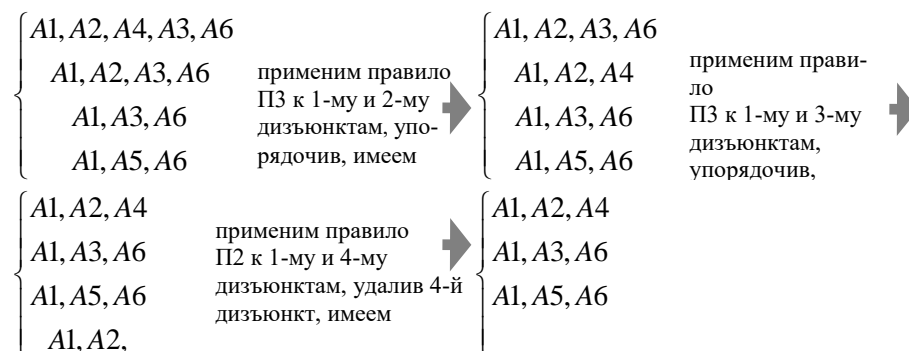 A1, A2, A4, A3, A6
A1, A2, A3, A6
A1, A3, A6
A1, A5, A6
применим правило
П3 к 1-му и 2-му
дизъюнктам, упо-
рядочив, имеем
A1, A2, A3, A6
A1, A2, A4
A1, A3, A6
A1, A5, A6
применим прави-
ло
П3 к 1-му и 3-му
дизъюнктам,
упорядочив,
A1, A2, A4
A1, A3, A6
A1, A5, A6
A1, A2,
применим правило
П2 к 1-му и 4-му
дизъюнктам, удалив 4-й
дизъюнкт, имеем
A1, A2, A4
A1, A3, A6
A1, A5, A6